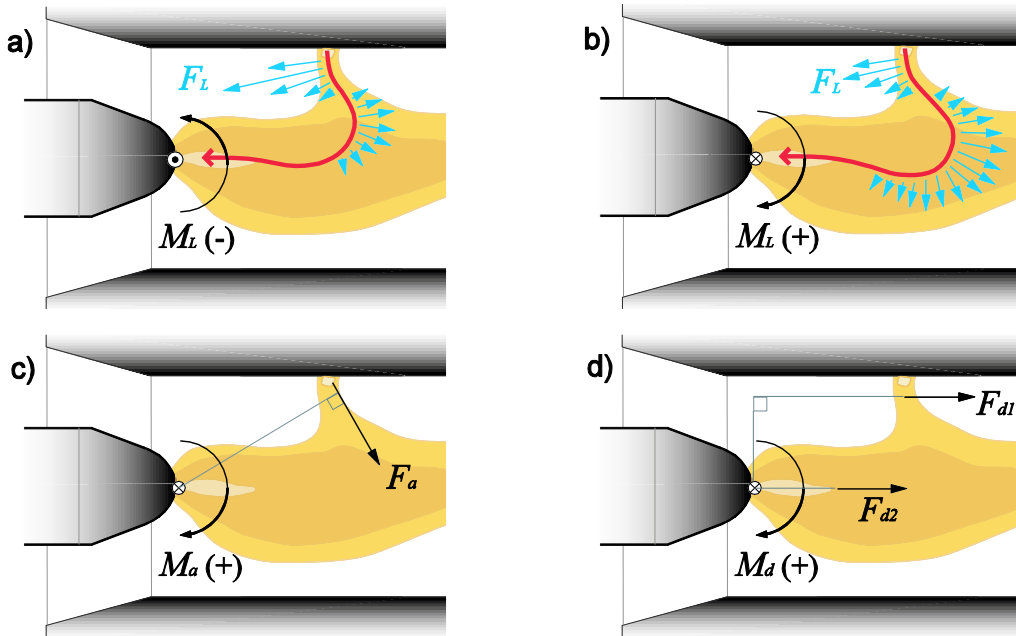 a)
F_L
M_L (-)
b)
F_L
M_L (+)
c)
F_a
M_a (+)
d)
F_d1
F_d2
M_d (+)